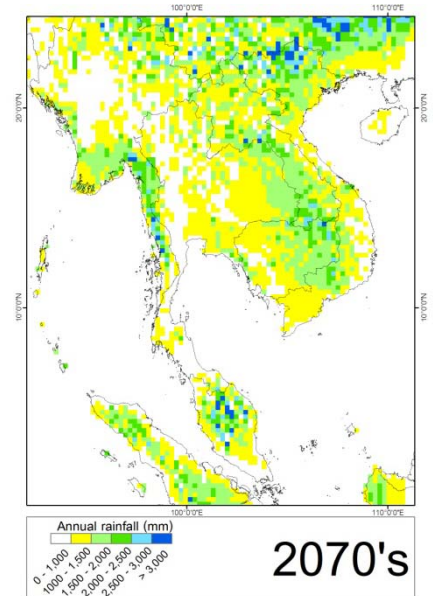 100°0'0"E 110°0'0"E
20°0'0"N 20°0'0"N
10°0'0"N 10°0'0"N
100°0'0"E 110°0'0"E
Annual rainfall (mm)
0 - 1,000
1000 - 1,500
1,500 - 2,000
2,000 - 2,500
2,500 - 3,000
> 3,000
2070's